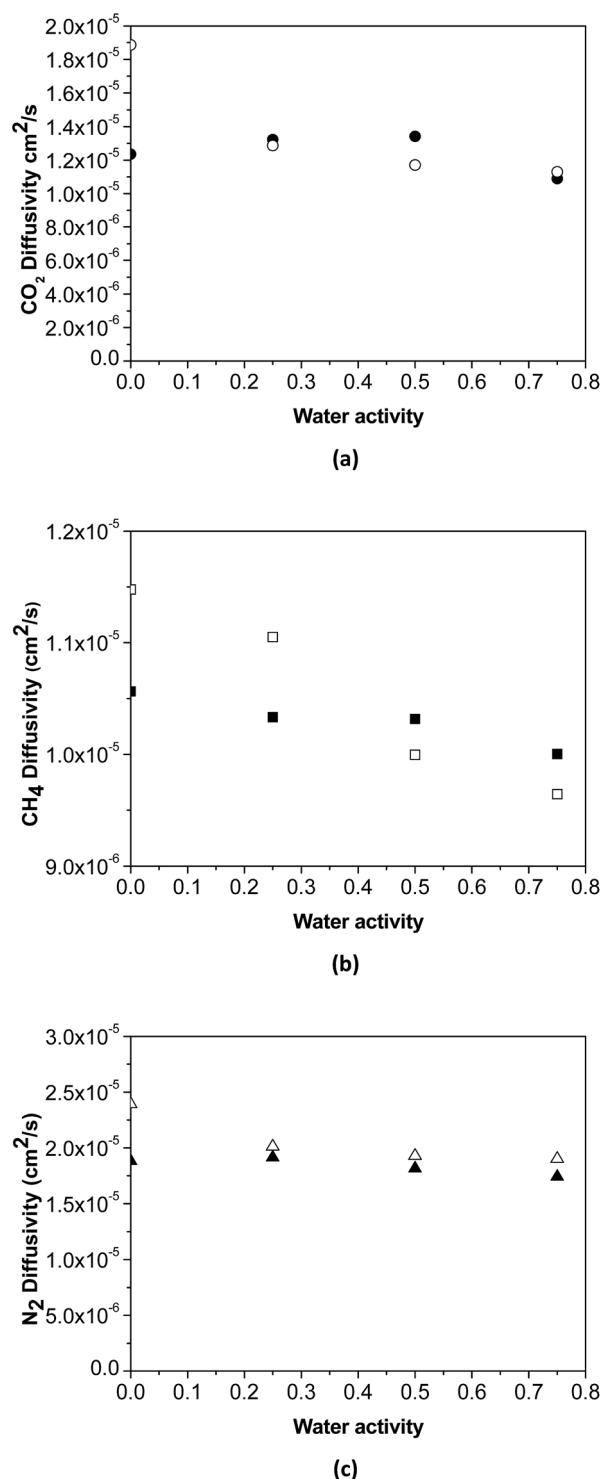 2.0x10⁻⁵
1.8x10⁻⁵
1.6x10⁻⁵
1.4x10⁻⁵
1.2x10⁻⁵
1.0x10⁻⁵
8.0x10⁻⁶
6.0x10⁻⁶
4.0x10⁻⁶
2.0x10⁻⁶
0.0
CO₂ Diffusivity cm²/s
0.0 0.1 0.2 0.3 0.4 0.5 0.6 0.7 0.8
Water activity
(a)
1.2x10⁻⁵
1.1x10⁻⁵
1.0x10⁻⁵
9.0x10⁻⁶
CH₄ Diffusivity (cm²/s)
0.0 0.1 0.2 0.3 0.4 0.5 0.6 0.7 0.8
Water activity
(b)
3.0x10⁻⁵
2.5x10⁻⁵
2.0x10⁻⁵
1.5x10⁻⁵
1.0x10⁻⁵
5.0x10⁻⁶
0.0
N₂ Diffusivity (cm²/s)
0.0 0.1 0.2 0.3 0.4 0.5 0.6 0.7 0.8
Water activity
(c)